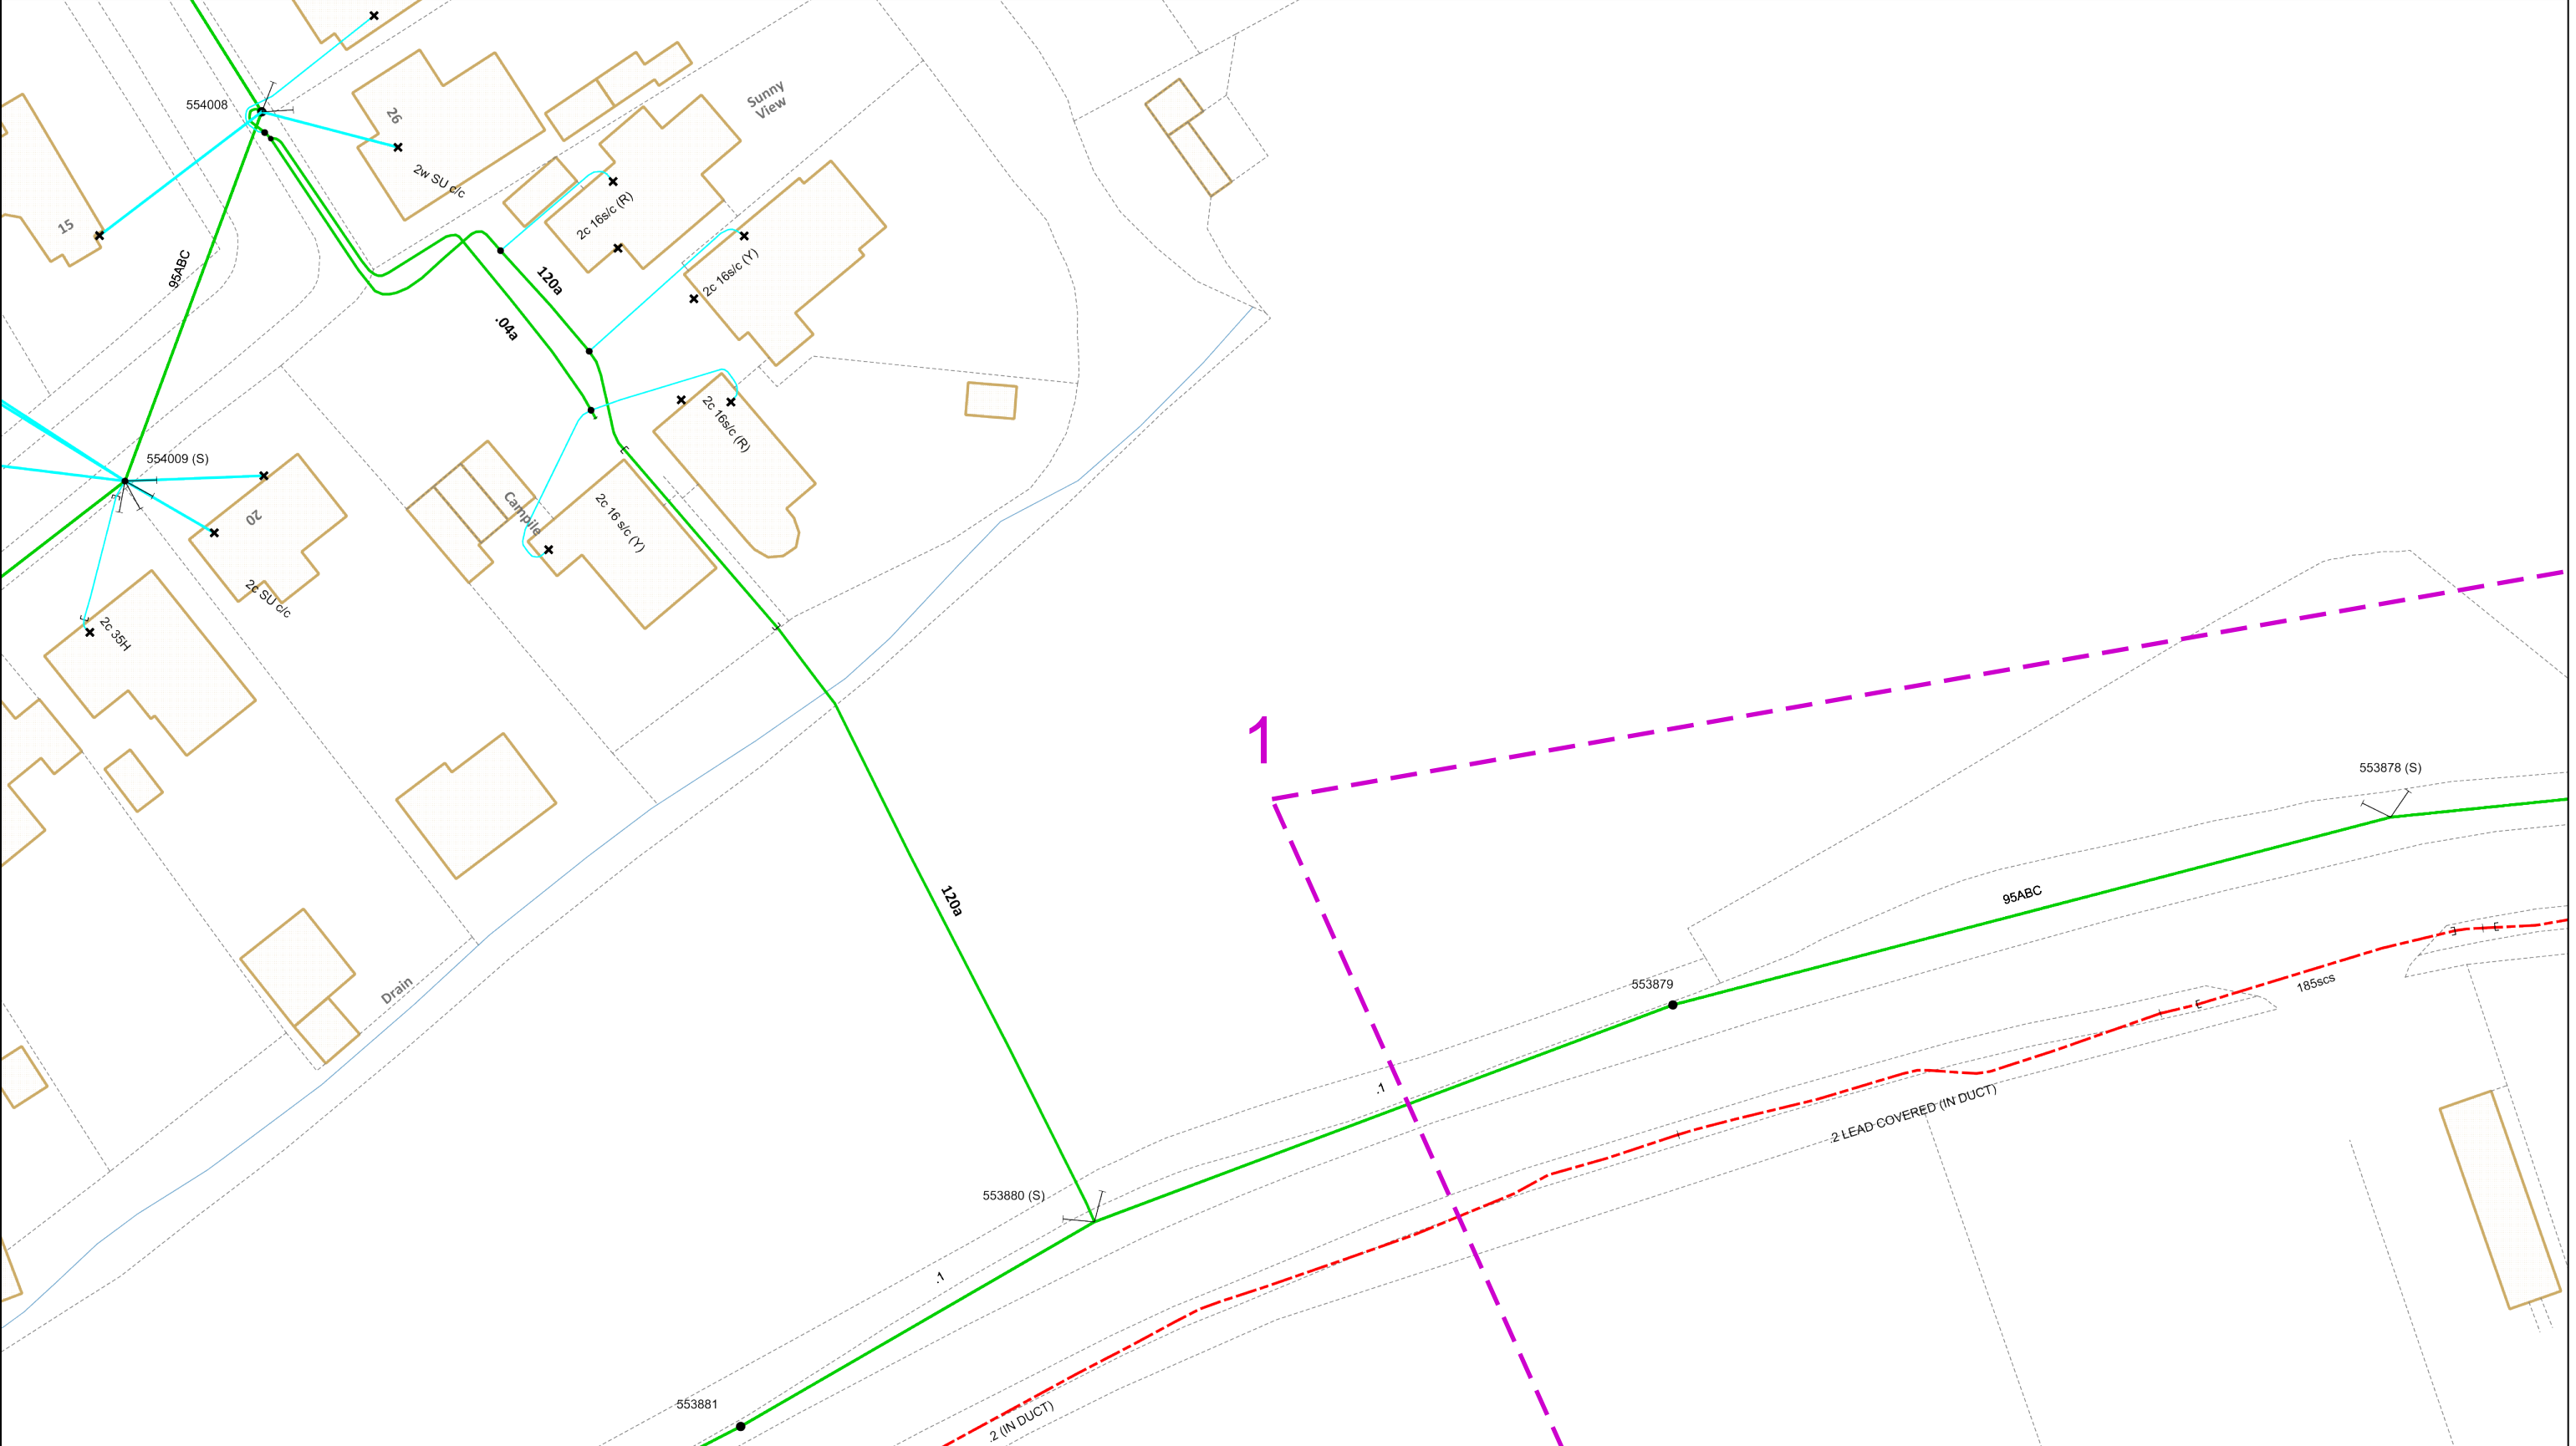 554008
26
Sunny
View
2w SU c/c
15
2c 16s/c (R)
95ABC
120a
2c 16s/c (Y)
.04a
2c 16s/c (R)
554009 (S)
20
Campile
2c 16 s/c (Y)
2c SU c/c
2c 35H
1
553878 (S)
120a
95ABC
Drain
553879
185scs
.1
.2 LEAD COVERED (IN DUCT)
553880 (S)
.1
553881
.2 (IN DUCT)